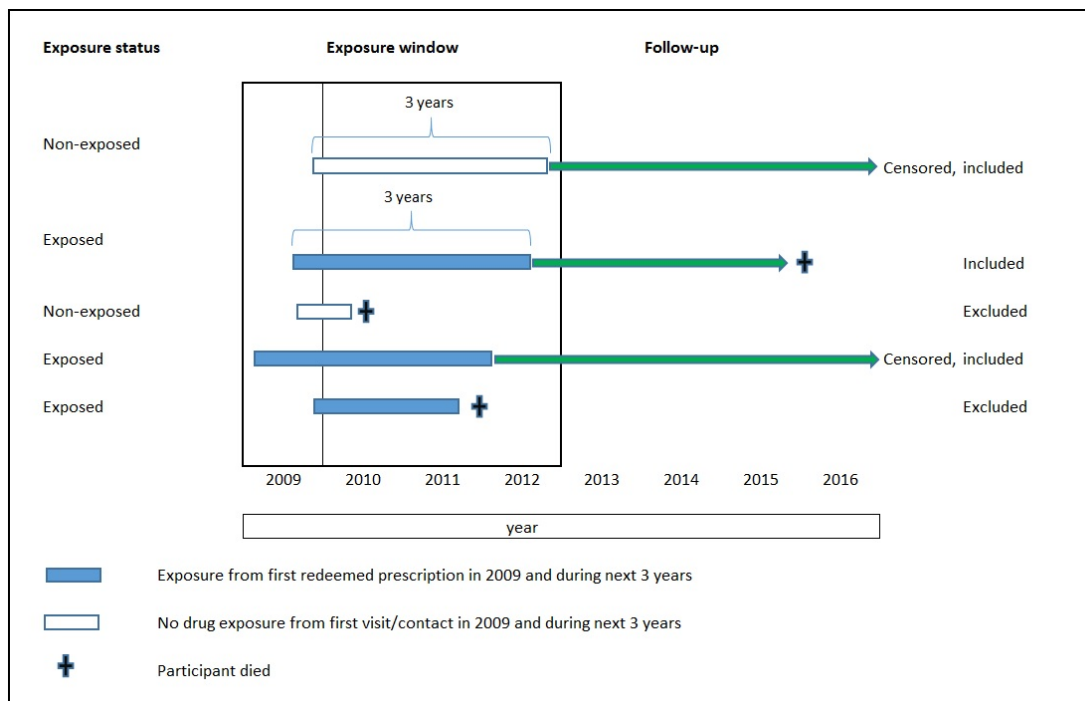 Exposure status Exposure window Follow-up
3 years
Non-exposed
Censored, included
3 years
Exposed
Included
Non-exposed Excluded
Exposed Censored, included
Exposed Excluded
2009 2010 2011 2012 2013 2014 2015 2016
year
Exposure from first redeemed prescription in 2009 and during next 3 years
No drug exposure from first visit/contact in 2009 and during next 3 years
Participant died